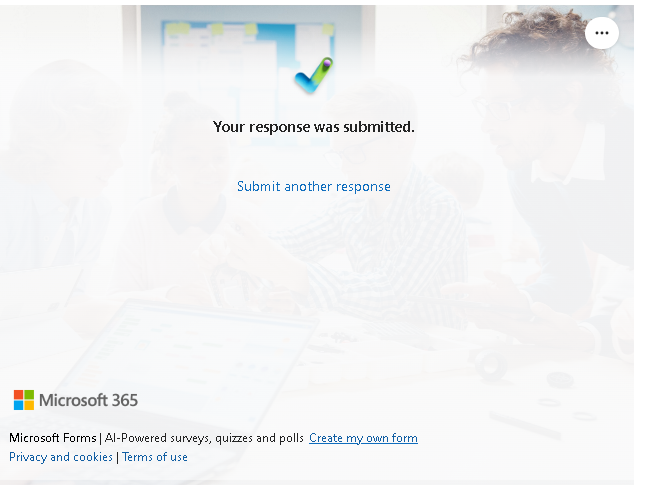 Your response was submitted.
Submit another response
Microsoft 365
Microsoft Forms | AI-Powered surveys, quizzes and polls Create my own form
Privacy and cookies | Terms of use